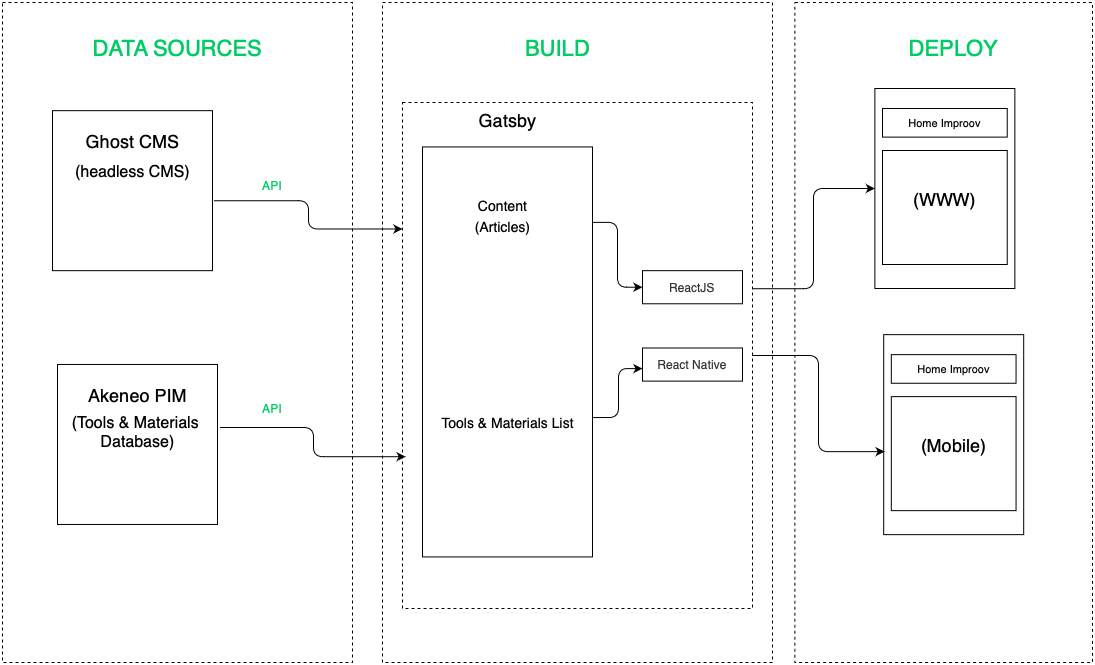 DATA SOURCES
Ghost CMS
(headless CMS)
API
Akeneo PIM
(Tools & Materials
Database)
API
BUILD
Gatsby
Content
(Articles)
Tools & Materials List
ReactJS
React Native
DEPLOY
Home Improov
(WWW)
Home Improov
(Mobile)